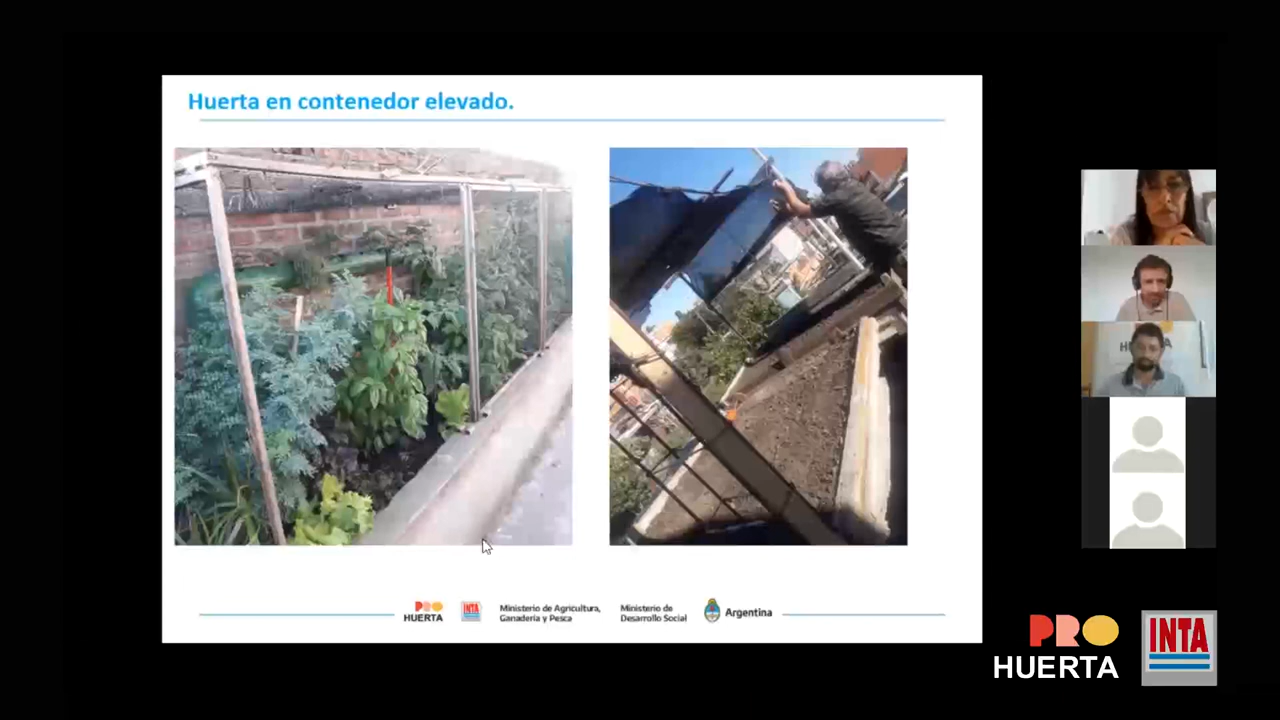 Huerta en contenedor elevado.
PRO
HUERTA
INTA
Ministerio de Agricultura,
Ganadería y Pesca
Ministerio de
Desarrollo Social
Argentina
PRO
HUERTA
INTA